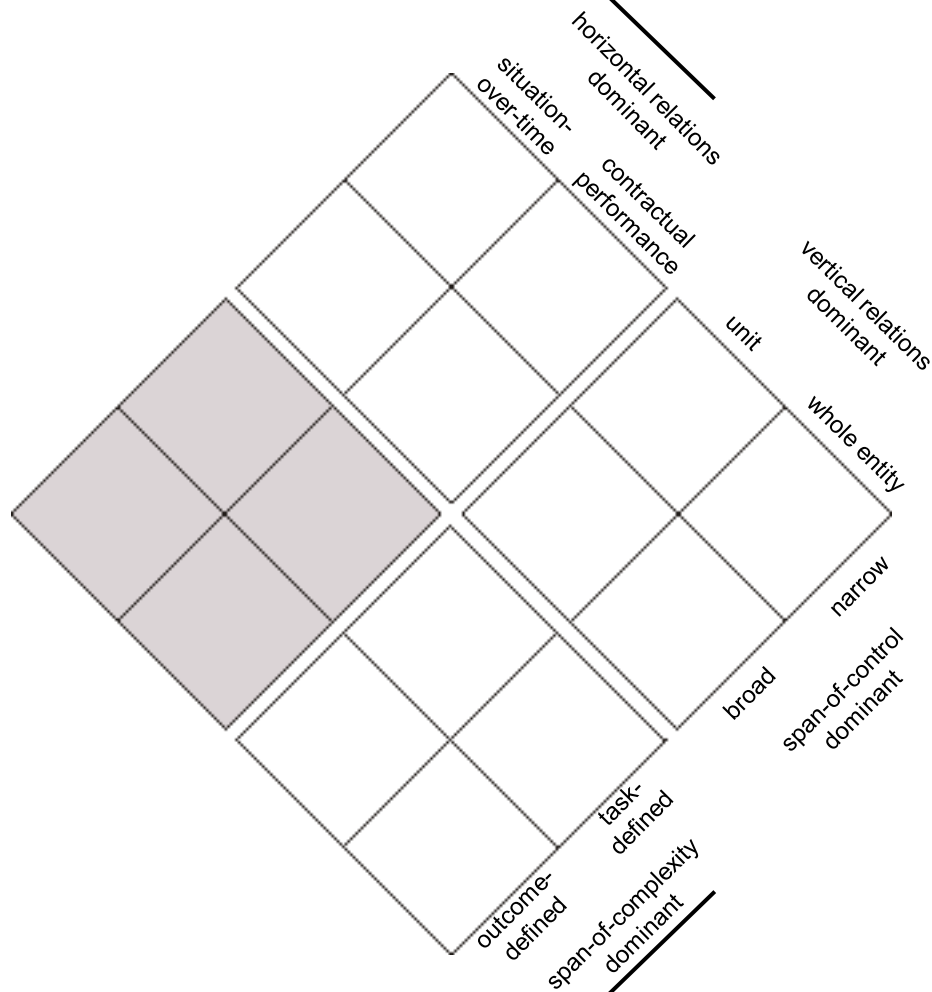 horizontal relations
dominant
situation-
over-time
contractual
performance
vertical relations
dominant
unit
whole entity
narrow
broad
span-of-control
dominant
task-
defined
outcome-
defined
span-of-complexity
dominant